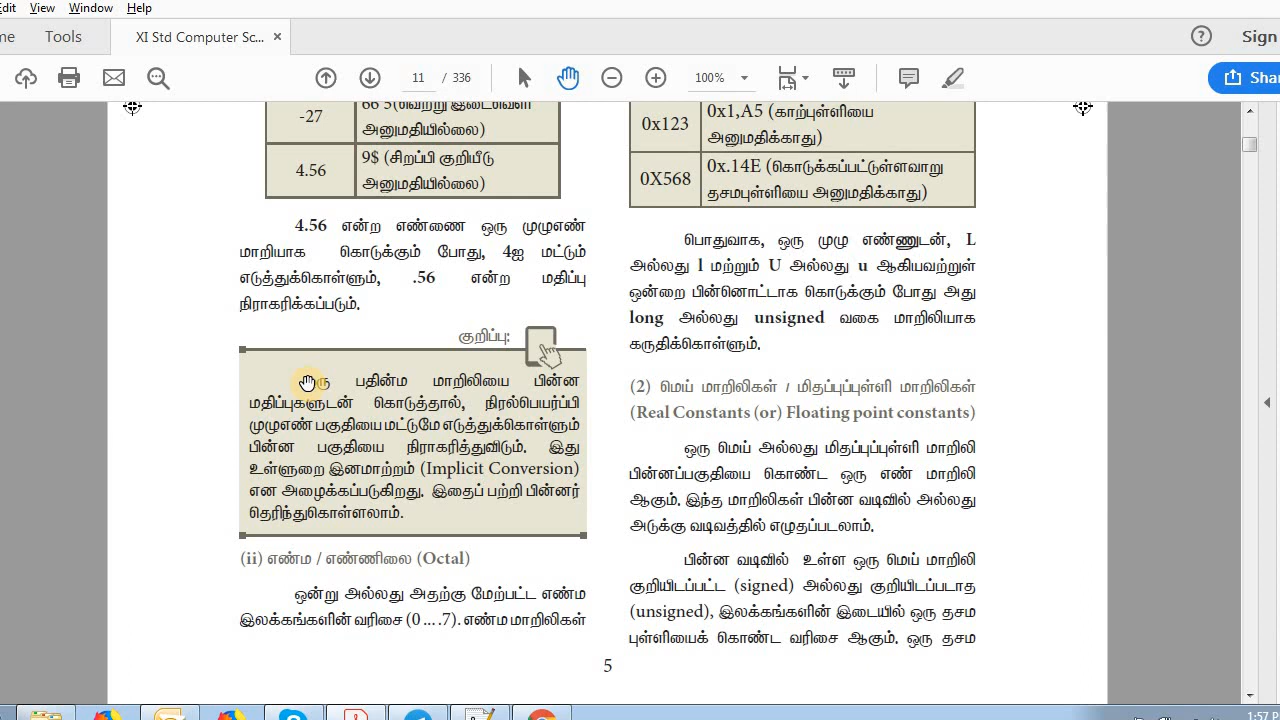 Edit View Window Help
Tools
XI Std Computer Sc... ×
Sign
11 / 336
100%
Shar
-27
66 5(வெற்று இடைவெளி
அனுமதியில்லை)
4.56
9$ (சிறப்பி குறியீடு
அனுமதியில்லை)
4.56 என்ற எண்ணை ஒரு முழுஎண்
மாறியாக கொடுக்கும் போது, 4ஐ மட்டும்
எடுத்துக்கொள்ளும், .56 என்ற மதிப்பு
நிராகரிக்கப்படும்.
குறிப்பு:
ஒரு பதின்ம மாறிலியை பின்ன
மதிப்புகளுடன் கொடுத்தால், நிரல்பெயர்ப்பி
முழுஎண் பகுதியை மட்டுமே எடுத்துக்கொள்ளும்
பின்ன பகுதியை நிராகரித்துவிடும். இது
உள்ளுறை இனமாற்றம் (Implicit Conversion)
என அழைக்கப்படுகிறது. இதைப் பற்றி பின்னர்
தெரிந்துகொள்ளலாம்.
(ii) எண்ம / எண்ணிலை (Octal)
ஒன்று அல்லது அதற்கு மேற்பட்ட எண்ம
இலக்கங்களின் வரிசை (0 ... .7). எண்ம மாறிலிகள்
0x123
0x1,A5 (காற்புள்ளியை
அனுமதிக்காது)
0X568
0x.14E (கொடுக்கப்பட்டுள்ளவாறு
தசமபுள்ளியை அனுமதிக்காது)
பொதுவாக, ஒரு முழு எண்ணுடன், L
அல்லது l மற்றும் U அல்லது u ஆகியவற்றுள்
ஒன்றை பின்னொட்டாக கொடுக்கும் போது அது
long அல்லது unsigned வகை மாறிலியாக
கருதிக்கொள்ளும்.
(2) மெய் மாறிலிகள் / மிதப்புப்புள்ளி மாறிலிகள்
(Real Constants (or) Floating point constants)
ஒரு மெய் அல்லது மிதப்புப்புள்ளி மாறிலி
பின்னப்பகுதியை கொண்ட ஒரு எண் மாறிலி
ஆகும். இந்த மாறிலிகள் பின்ன வடிவில் அல்லது
அடுக்கு வடிவத்தில் எழுதப்படலாம்.
பின்ன வடிவில் உள்ள ஒரு மெய் மாறிலி
குறியிடப்பட்ட (signed) அல்லது குறியிடப்படாத
(unsigned), இலக்கங்களின் இடையில் ஒரு தசம
புள்ளியைக் கொண்ட வரிசை ஆகும். ஒரு தசம
5
1:57 P